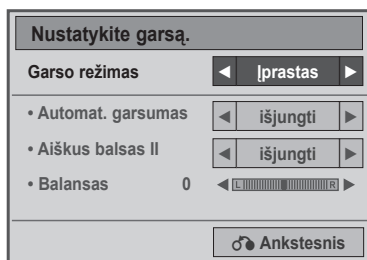 Nustatykite garsą.
Garso režimas ◄ Įprastas ►
• Automat. garsumas ◄ išjungti ►
• Aiškus balsas II ◄ išjungti ►
• Balansas 0 ◄ L R ►
Ankstesnis